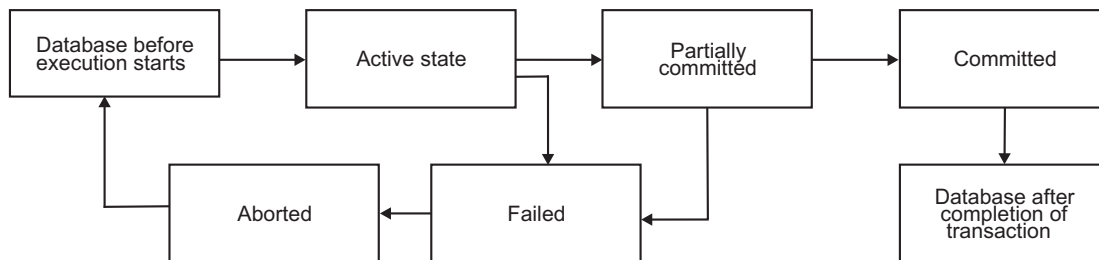 Database before
execution starts
Active state
Partially
committed
Committed
Aborted
Failed
Database after
completion of
transaction